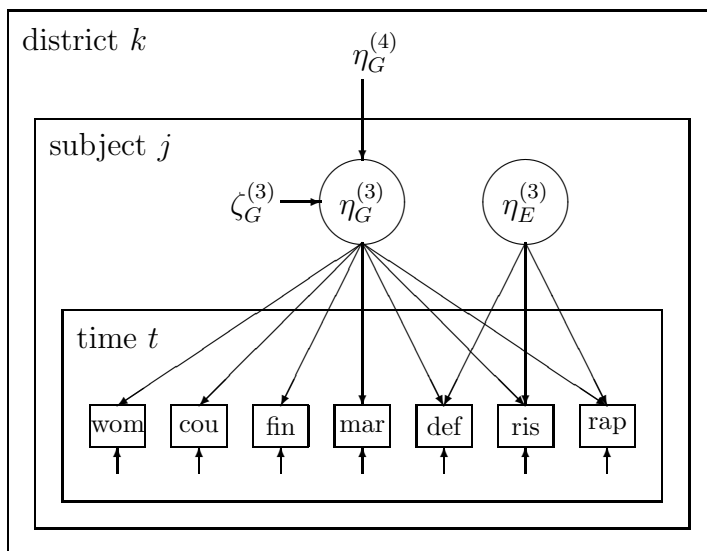 district k
η_G^(4)
subject j
ζ_G^(3) η_G^(3) η_E^(3)
time t
wom cou fin mar def ris rap